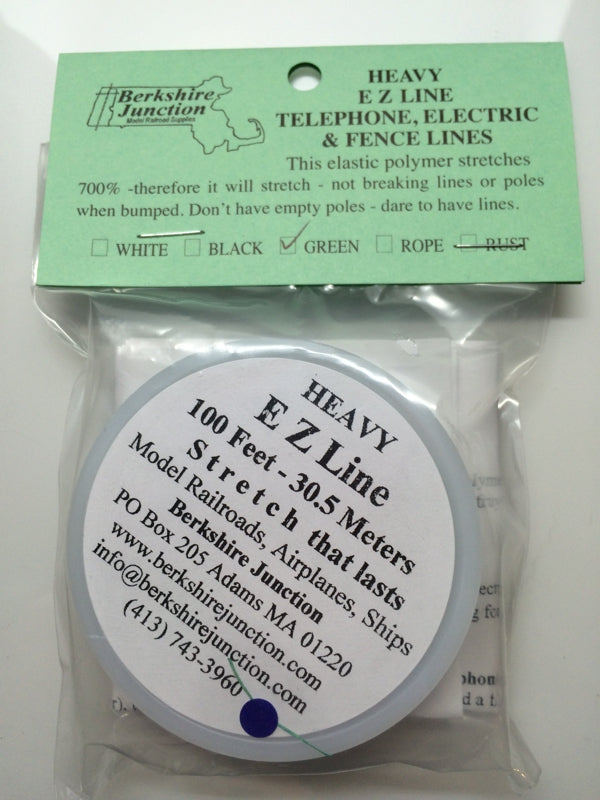 Berkshire
Junction
Model Railroad Supplies
HEAVY
E Z LINE
TELEPHONE, ELECTRIC
& FENCE LINES
This elastic polymer stretches
700% -therefore it will stretch - not breaking lines or poles
when bumped. Don't have empty poles - dare to have lines.
WHITE BLACK GREEN ROPE RUST
HEAVY
E Z Line
100 Feet - 30.5 Meters
Stretch that lasts
Model Railroads, Airplanes, Ships
Berkshire Junction
PO Box 205 Adams MA 01220
www.berkshirejunction.com
info@berkshirejunction.com
(413) 743-3960